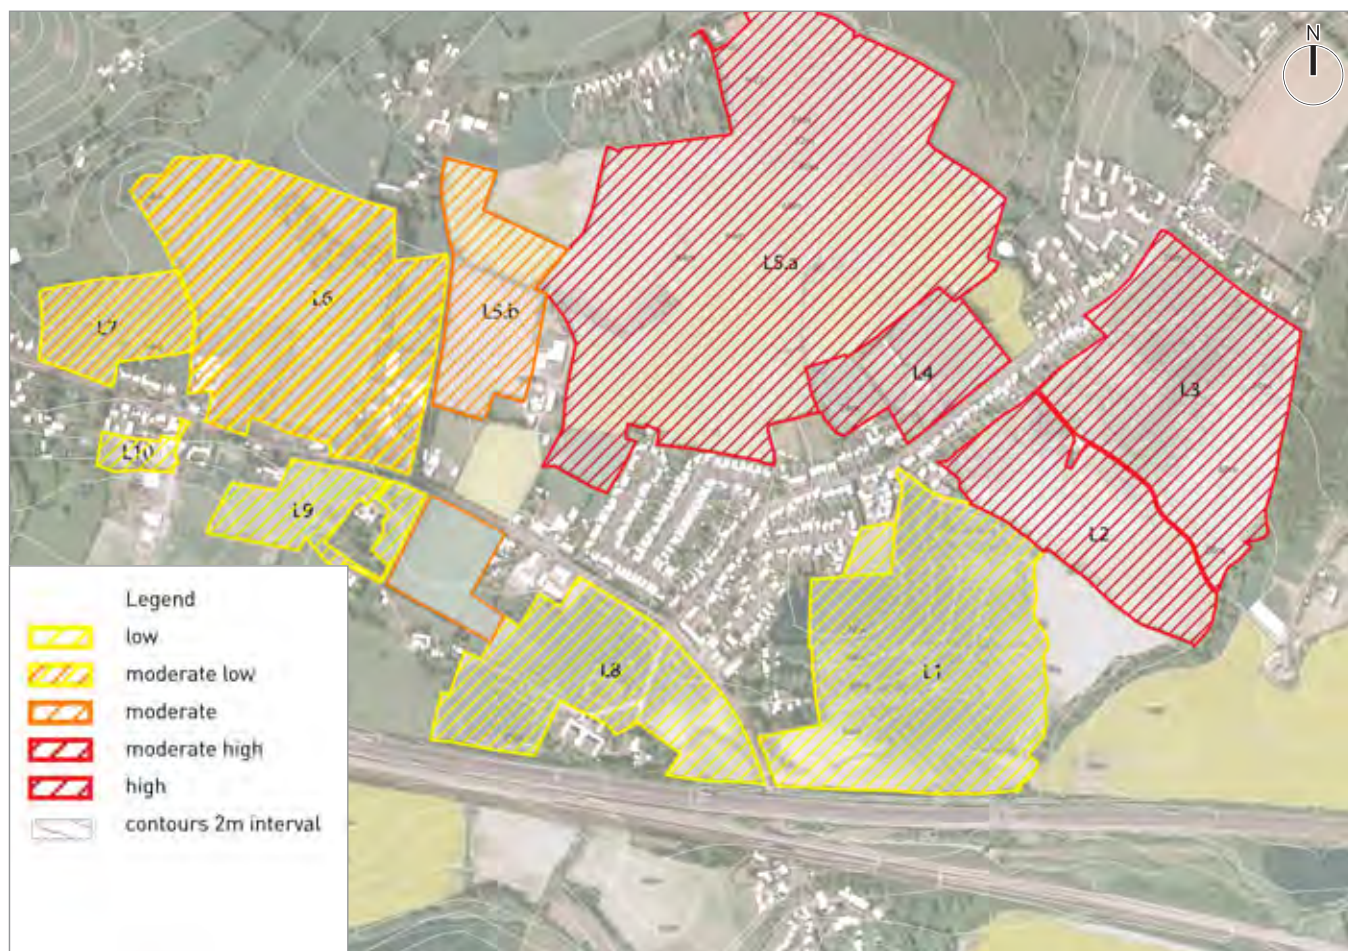 N
L5.a
L6
L5.b
L7
L4
L3
L10
L9
L2
L8
L1
Legend
low
moderate low
moderate
moderate high
high
contours 2m interval